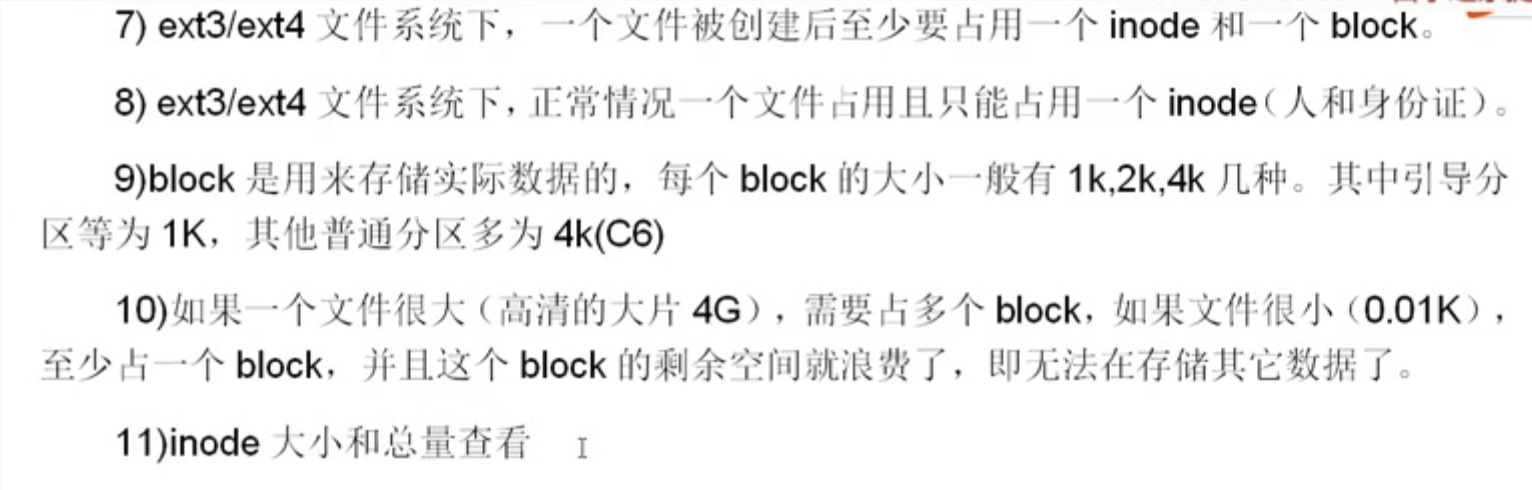 7) ext3/ext4 文件系统下，一个文件被创建后至少要占用一个 inode 和一个 block。
8) ext3/ext4 文件系统下，正常情况一个文件占用且只能占用一个 inode（人和身份证）。
9)block 是用来存储实际数据的，每个 block 的大小一般有 1k,2k,4k 几种。其中引导分
区等为 1K，其他普通分区多为 4k(C6)
10)如果一个文件很大（高清的大片 4G），需要占多个 block，如果文件很小（0.01K），
至少占一个 block，并且这个 block 的剩余空间就浪费了，即无法在存储其它数据了。
11)inode 大小和总量查看